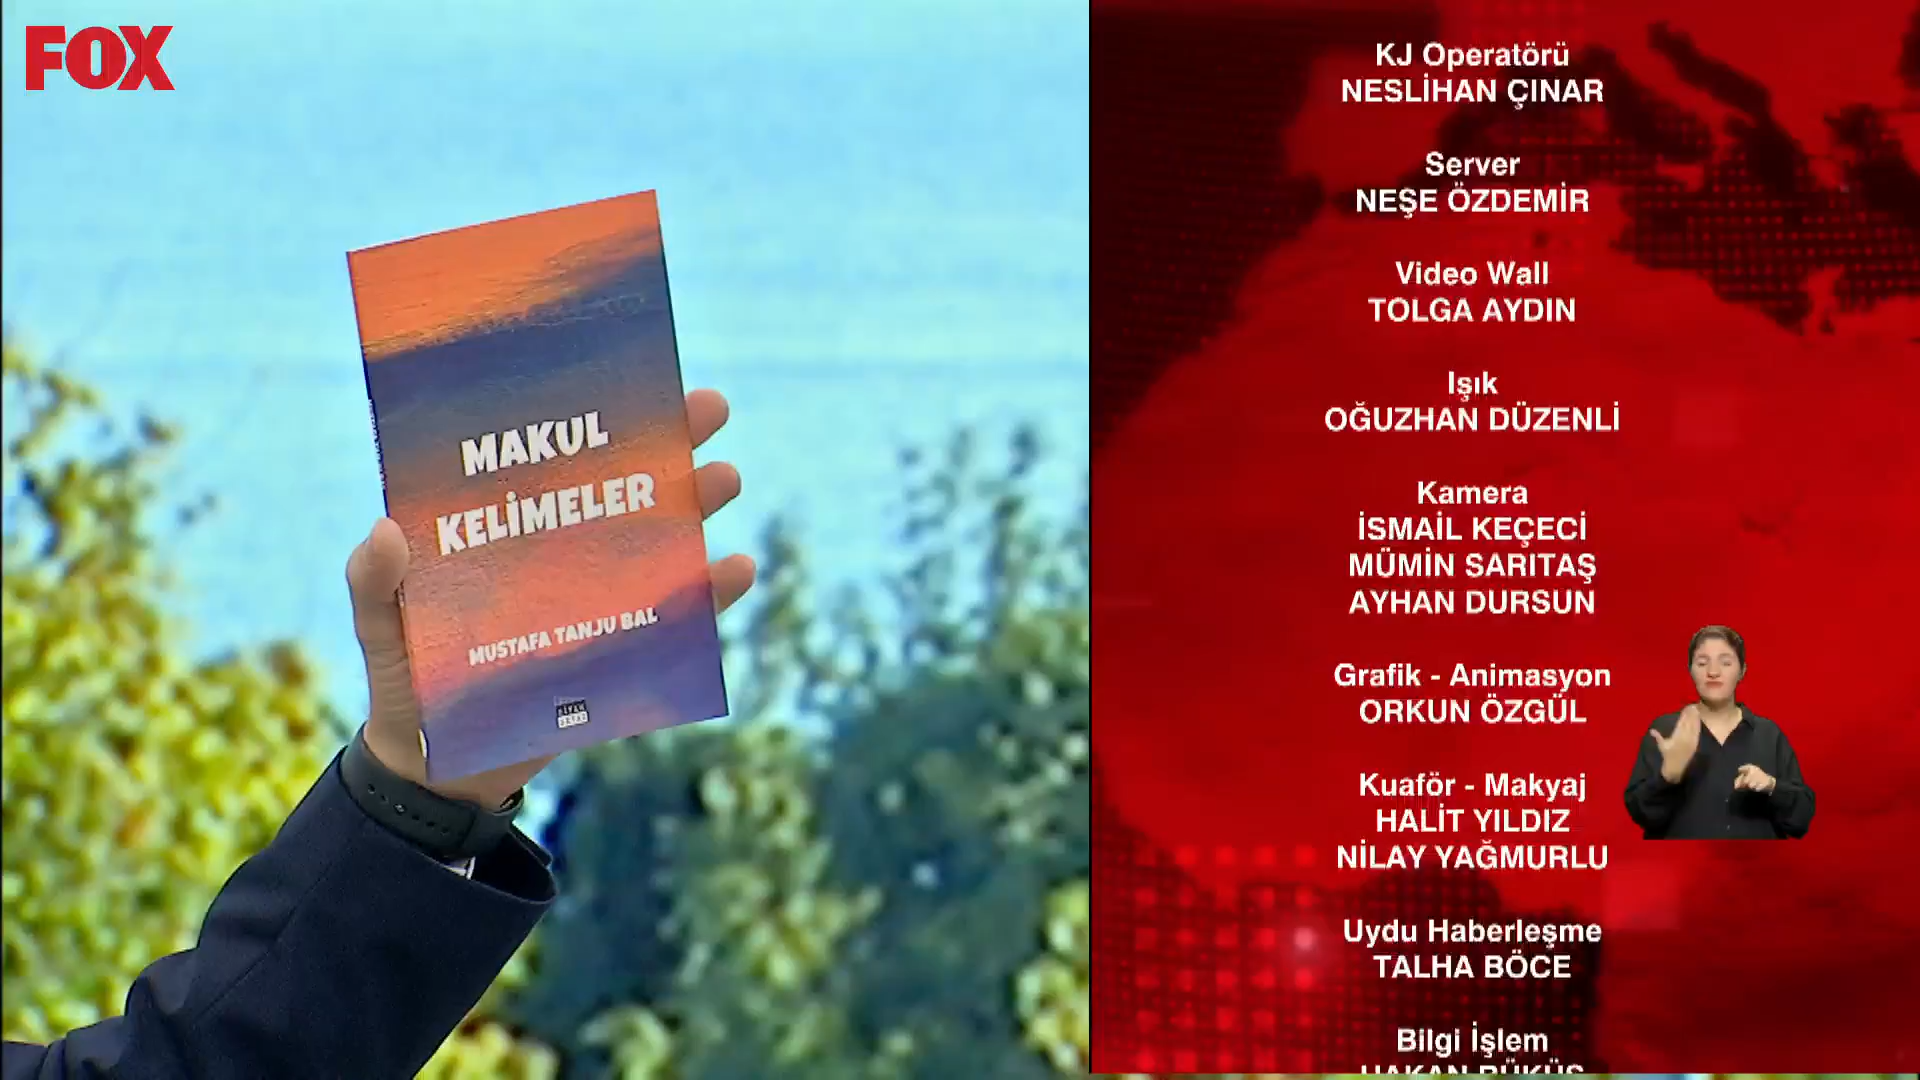 FOX
MAKUL
KELİMELER
MUSTAFA TANJU BAL
KJ Operatörü
NESLİHAN ÇINAR
Server
NEŞE ÖZDEMİR
Video Wall
TOLGA AYDIN
Işık
OĞUZHAN DÜZENLİ
Kamera
İSMAİL KEÇECİ
MÜMİN SARITAŞ
AYHAN DURSUN
Grafik - Animasyon
ORKUN ÖZGÜL
Kuaför - Makyaj
HALİT YILDIZ
NİLAY YAĞMURLU
Uydu Haberleşme
TALHA BÖCE
Bilgi İşlem
HAKAN